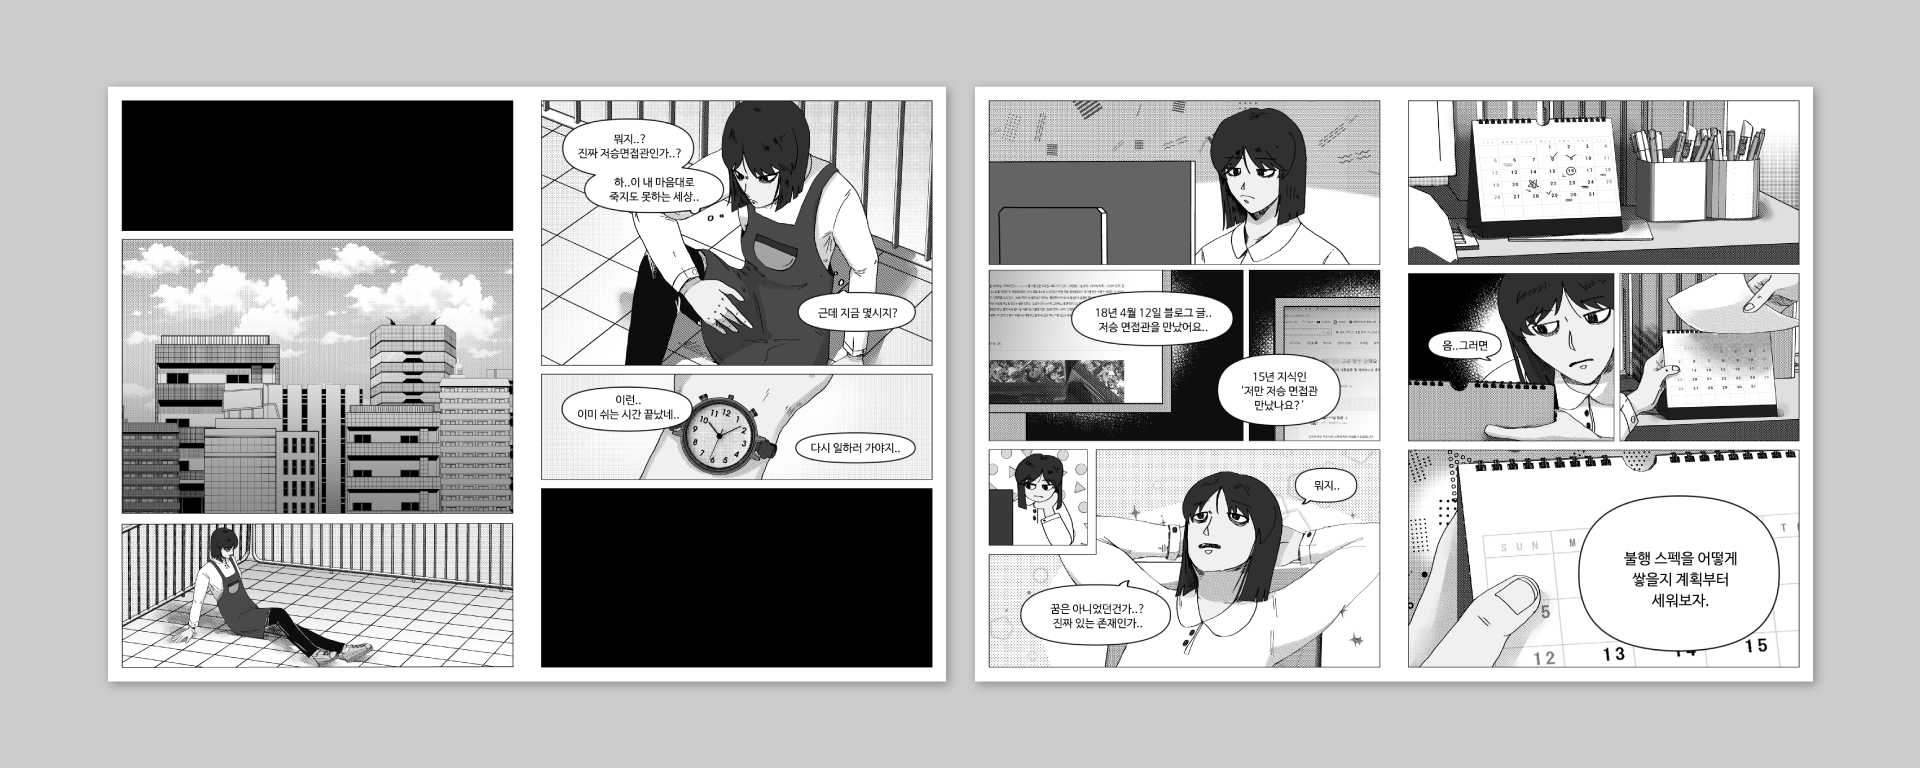 뭐지..?
진짜 저승면접관인가..?
하..이 내 마음대로
죽지도 못하는 세상..
근데 지금 몇시지?
이런..
이미 쉬는 시간 끝났네..
다시 일하러 가야지..
18년 4월 12일 블로그 글..
저승 면접관을 만났어요..
15년 지식인
'저만 저승 면접관
만났나요?'
뭐지..
꿈은 아니었던건가..?
진짜 있는 존재인가..
음..그러면
불행 스펙을 어떻게
쌓을지 계획부터
세워보자.
SUN
5
12 13 14 15